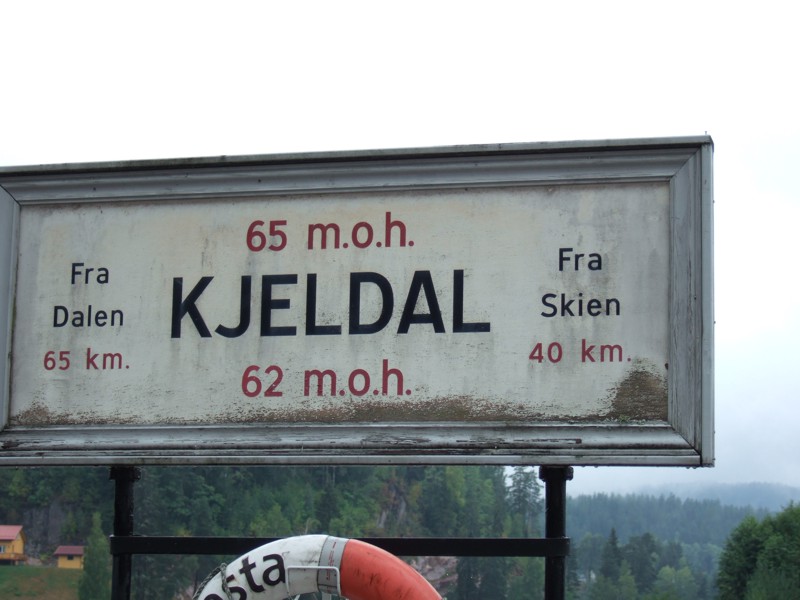 65 m.o.h.
Fra
Dalen
65 km.
KJELDAL
Fra
Skien
40 km.
62 m.o.h.